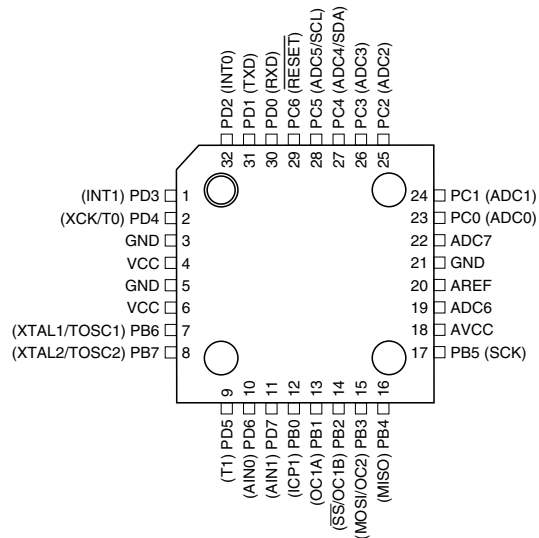 32 PD2 (INT0)
31 PD1 (TXD)
30 PD0 (RXD)
29 PC6 (RESET)
28 PC5 (ADC5/SCL)
27 PC4 (ADC4/SDA)
26 PC3 (ADC3)
25 PC2 (ADC2)
(INT1) PD3 1
(XCK/T0) PD4 2
GND 3
VCC 4
GND 5
VCC 6
(XTAL1/TOSC1) PB6 7
(XTAL2/TOSC2) PB7 8
24 PC1 (ADC1)
23 PC0 (ADC0)
22 ADC7
21 GND
20 AREF
19 ADC6
18 AVCC
17 PB5 (SCK)
(T1) PD5 9
(AIN0) PD6 10
(AIN1) PD7 11
(ICP1) PB0 12
(OC1A) PB1 13
(SS/OC1B) PB2 14
(MOSI/OC2) PB3 15
(MISO) PB4 16